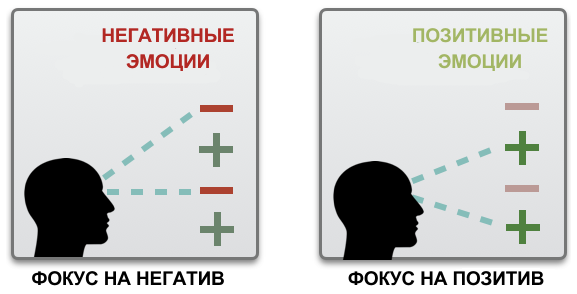 НЕГАТИВНЫЕ
ЭМОЦИИ
ФОКУС НА НЕГАТИВ
ПОЗИТИВНЫЕ
ЭМОЦИИ
ФОКУС НА ПОЗИТИВ